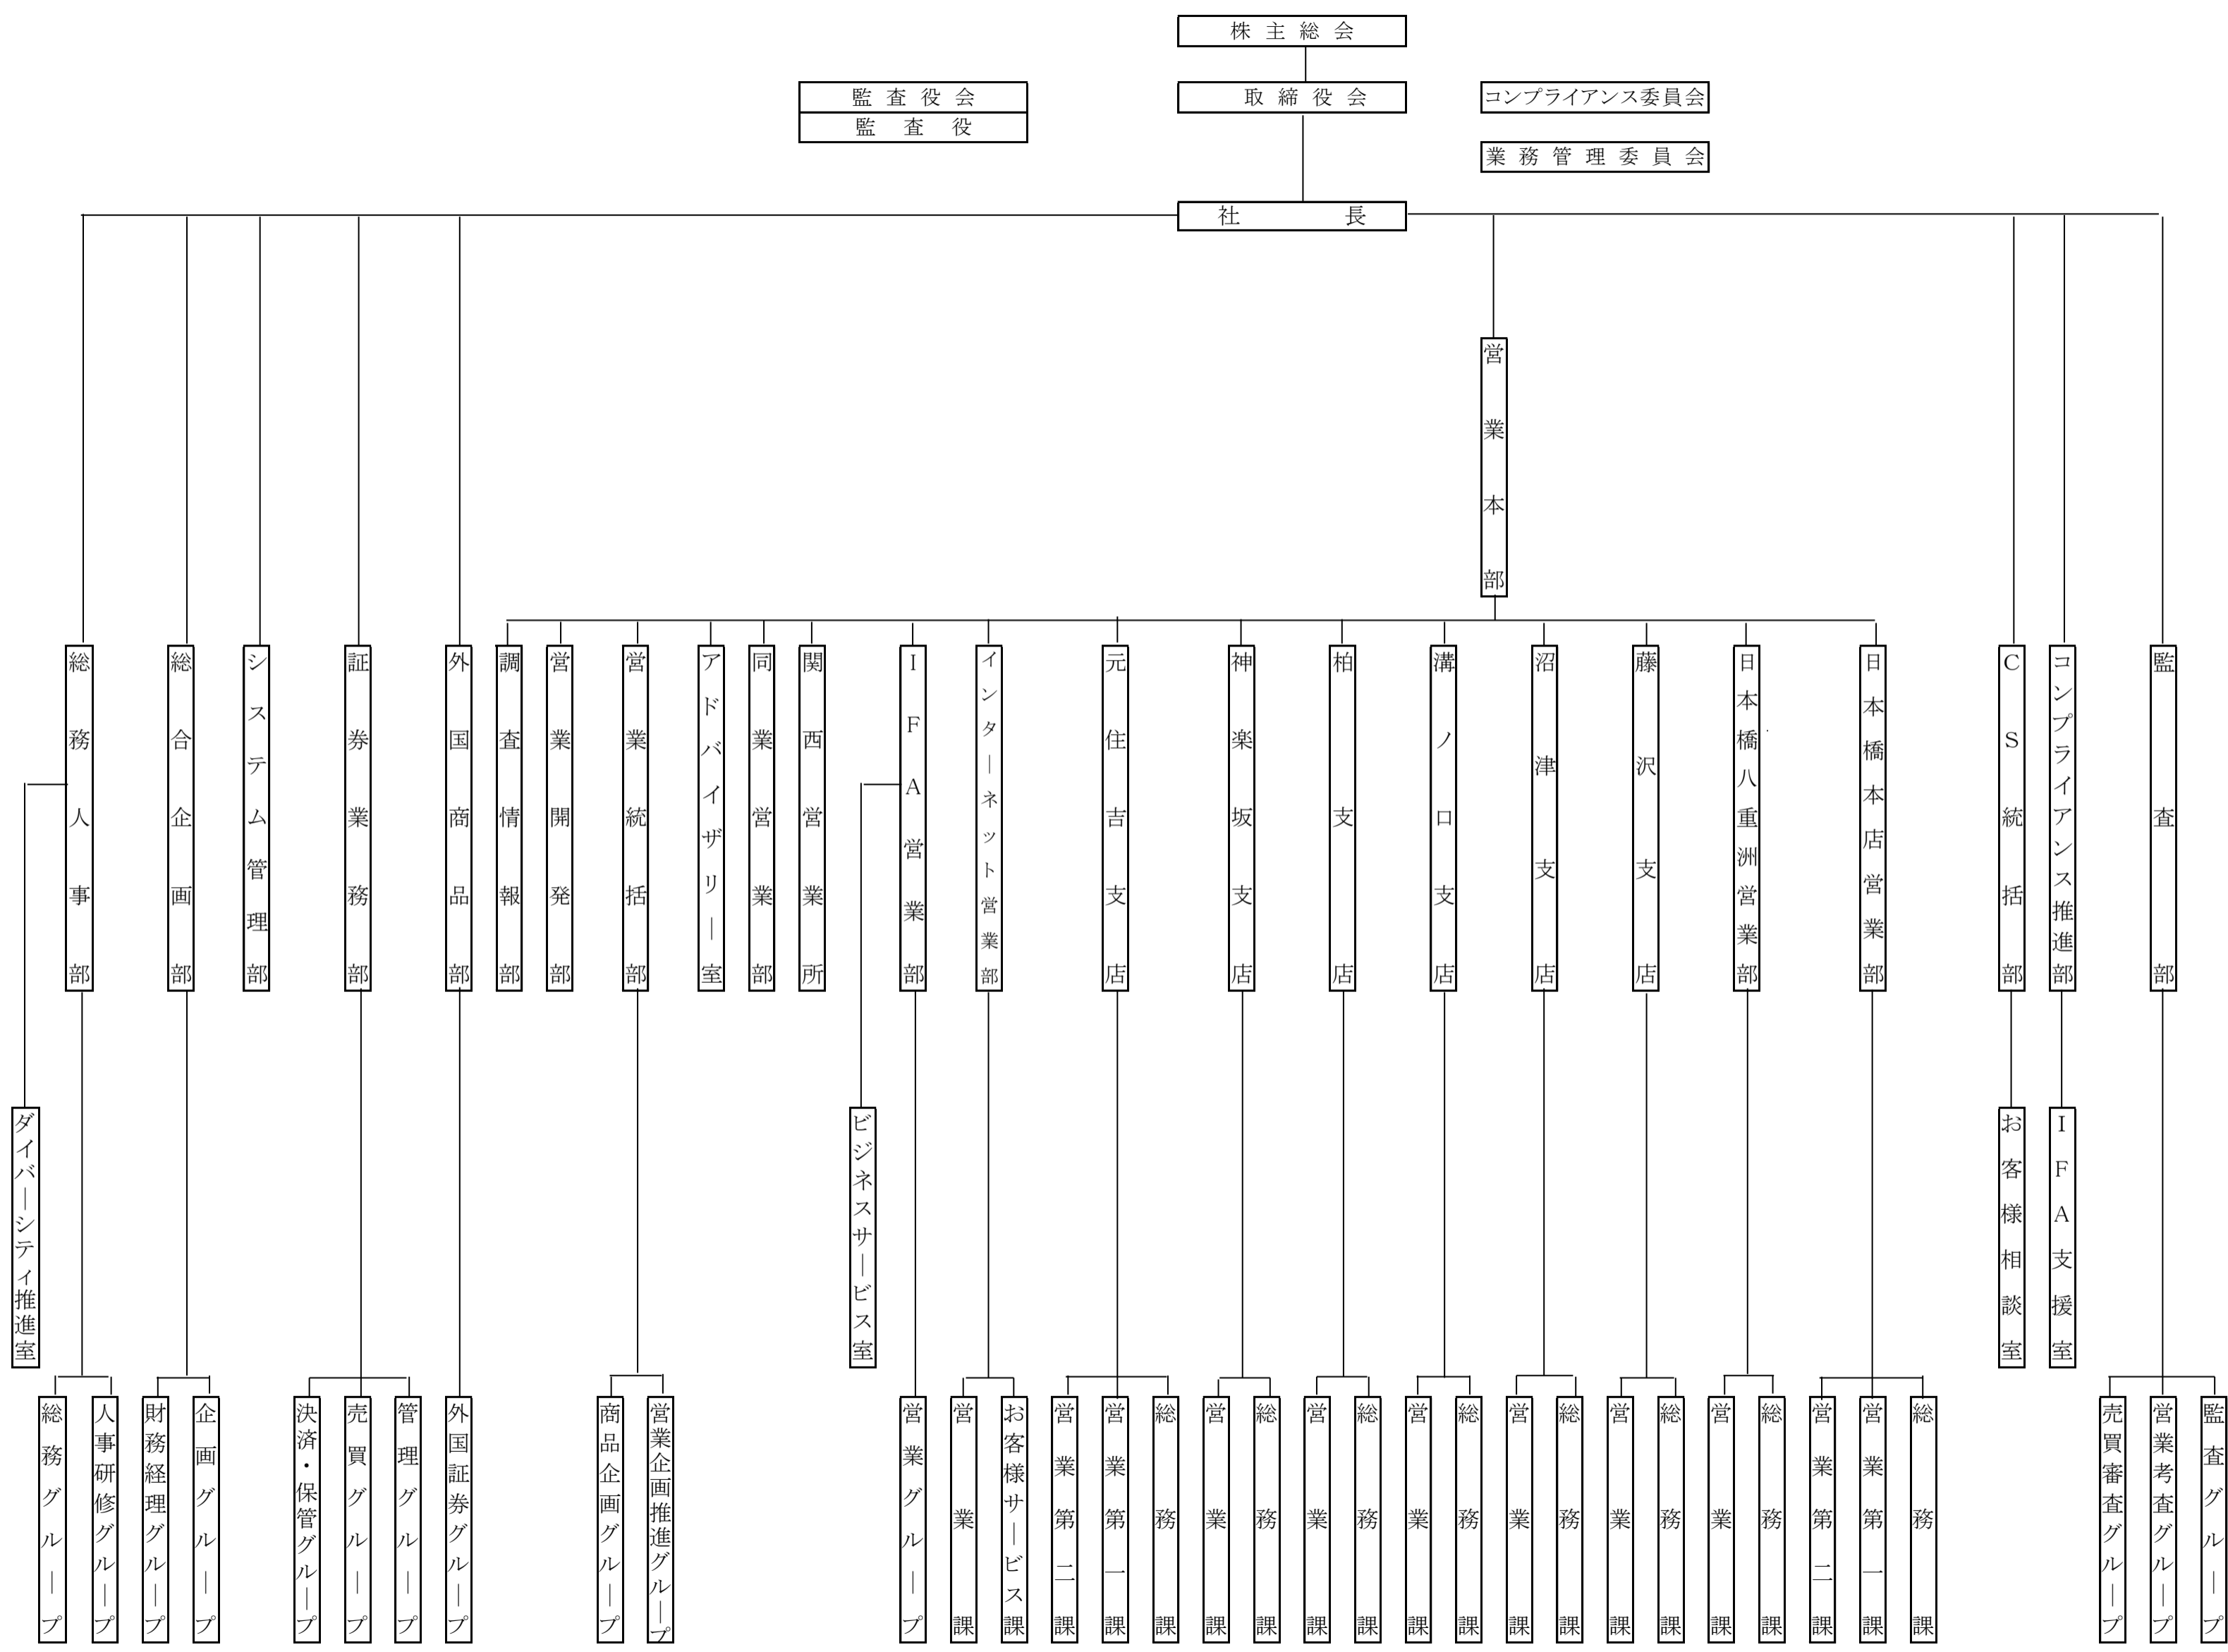 株主総会
監査役会
取締役会
コンプライアンス委員会
監査役
業務管理委員会
社長
営業本部
総務人事部
総合企画部
システム管理部
証券業務部
外国商品部
調査情報部
営業開発部
営業統括部
アドバイザリー室
同業営業部
関西営業所
IFA営業部
インターネット営業部
元住吉支店
神楽坂支店
柏支店
溝ノ口支店
沼津支店
藤沢支店
日本橋八重洲営業部
日本橋本店営業部
CS統括部
コンプライアンス推進部
監査部
ダイバーシティ推進室
ビジネスサービス室
お客様相談室
IFA支援室
総務グループ
人事研修グループ
財務経理グループ
企画グループ
決済・保管グループ
売買グループ
管理グループ
外国証券グループ
商品企画グループ
営業企画推進グループ
営業グループ
営業課
お客様サービス課
営業第二課
営業第一課
総務課
営業課
総務課
営業課
総務課
営業課
総務課
営業課
総務課
営業課
総務課
営業課
総務課
営業第二課
営業第一課
総務課
売買審査グループ
営業考査グループ
監査グループ